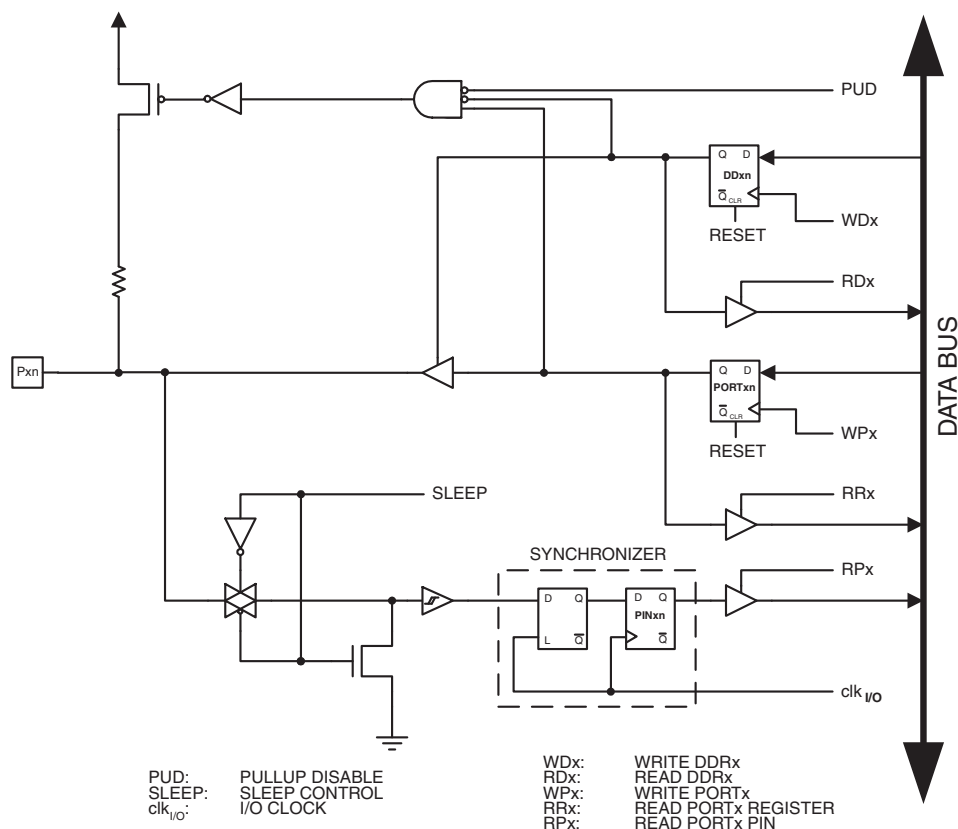 PUD
Q D
DDxn
Q CLR
WDx
RESET
RDx
Pxn
Q D
PORTxn
Q CLR
WPx
RESET
DATA BUS
SLEEP
RRx
SYNCHRONIZER
RPx
D Q
L Q
D Q
PINxn
Q
clk I/O
PUD: PULLUP DISABLE
SLEEP: SLEEP CONTROL
clk I/O: I/O CLOCK
WDx: WRITE DDRx
RDx: READ DDRx
WPx: WRITE PORTx
RRx: READ PORTx REGISTER
RPx: READ PORTx PIN